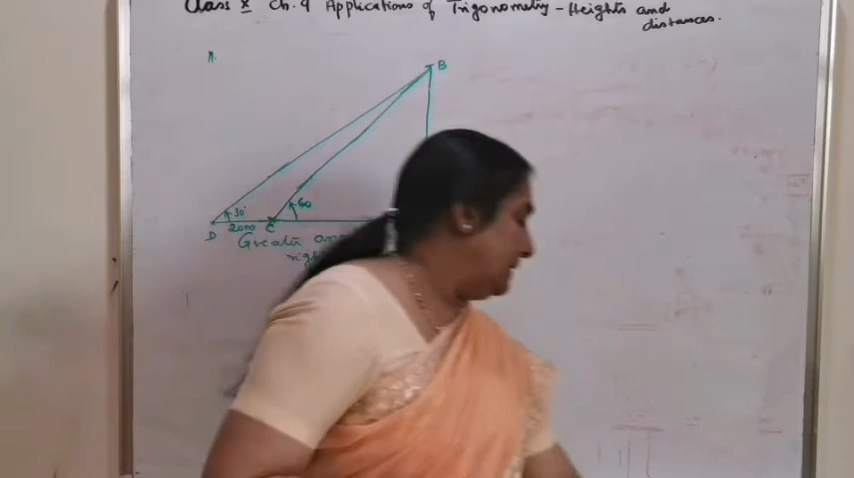 Class X Ch. 9 Applications of Trigonometry - Heights and
distances.
B
30°
60
D 2000 C
Greater